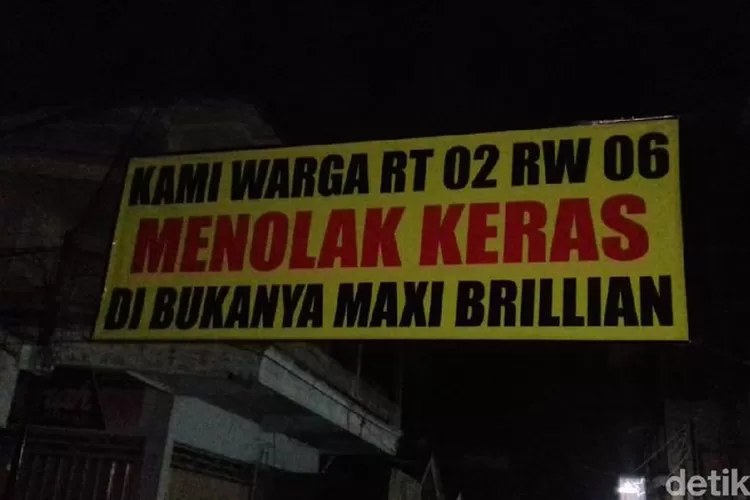 KAMI WARGA RT 02 RW 06
MENOLAK KERAS
DI BUKANYA MAXI BRILLIAN
detik